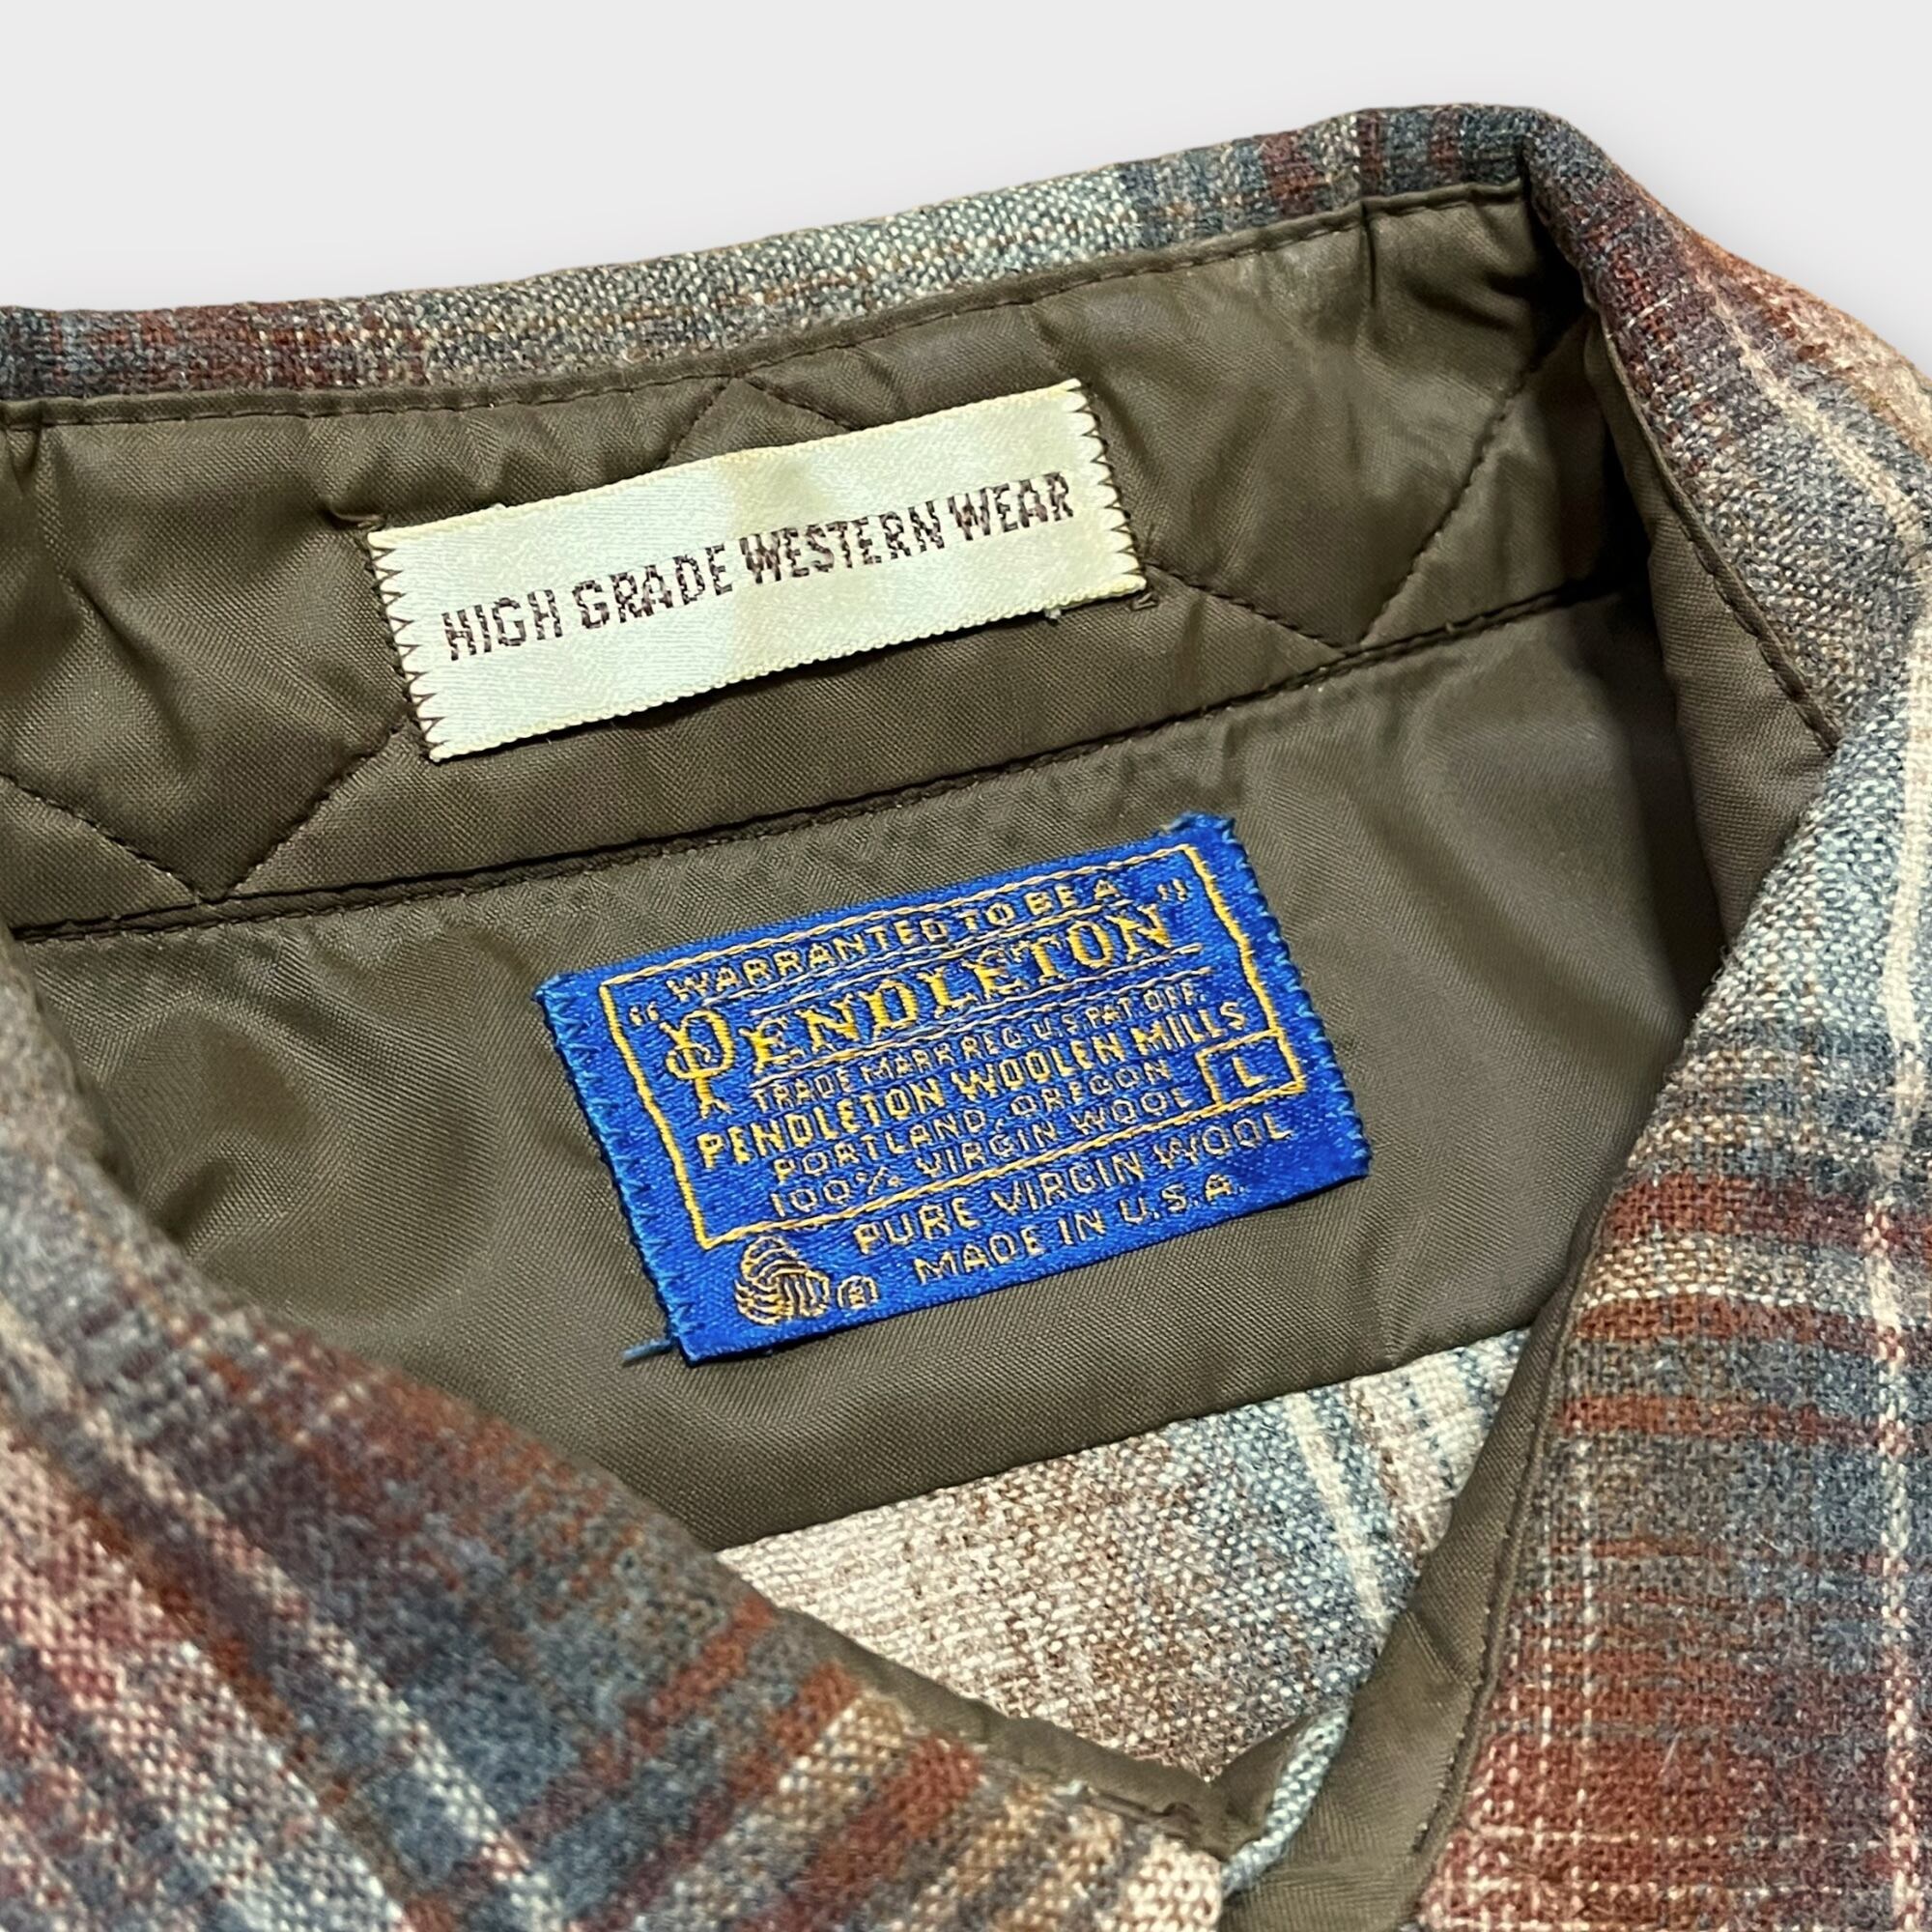 HIGH GRADE WESTERN WEAR
WARRANTED TO BE A
"PENDLETON"
TRADE MARK REG. U.S. PAT. OFF.
PENDLETON WOOLEN MILLS
PORTLAND, OREGON
100% VIRGIN WOOL
L
PURE VIRGIN WOOL
® MADE IN U.S.A.